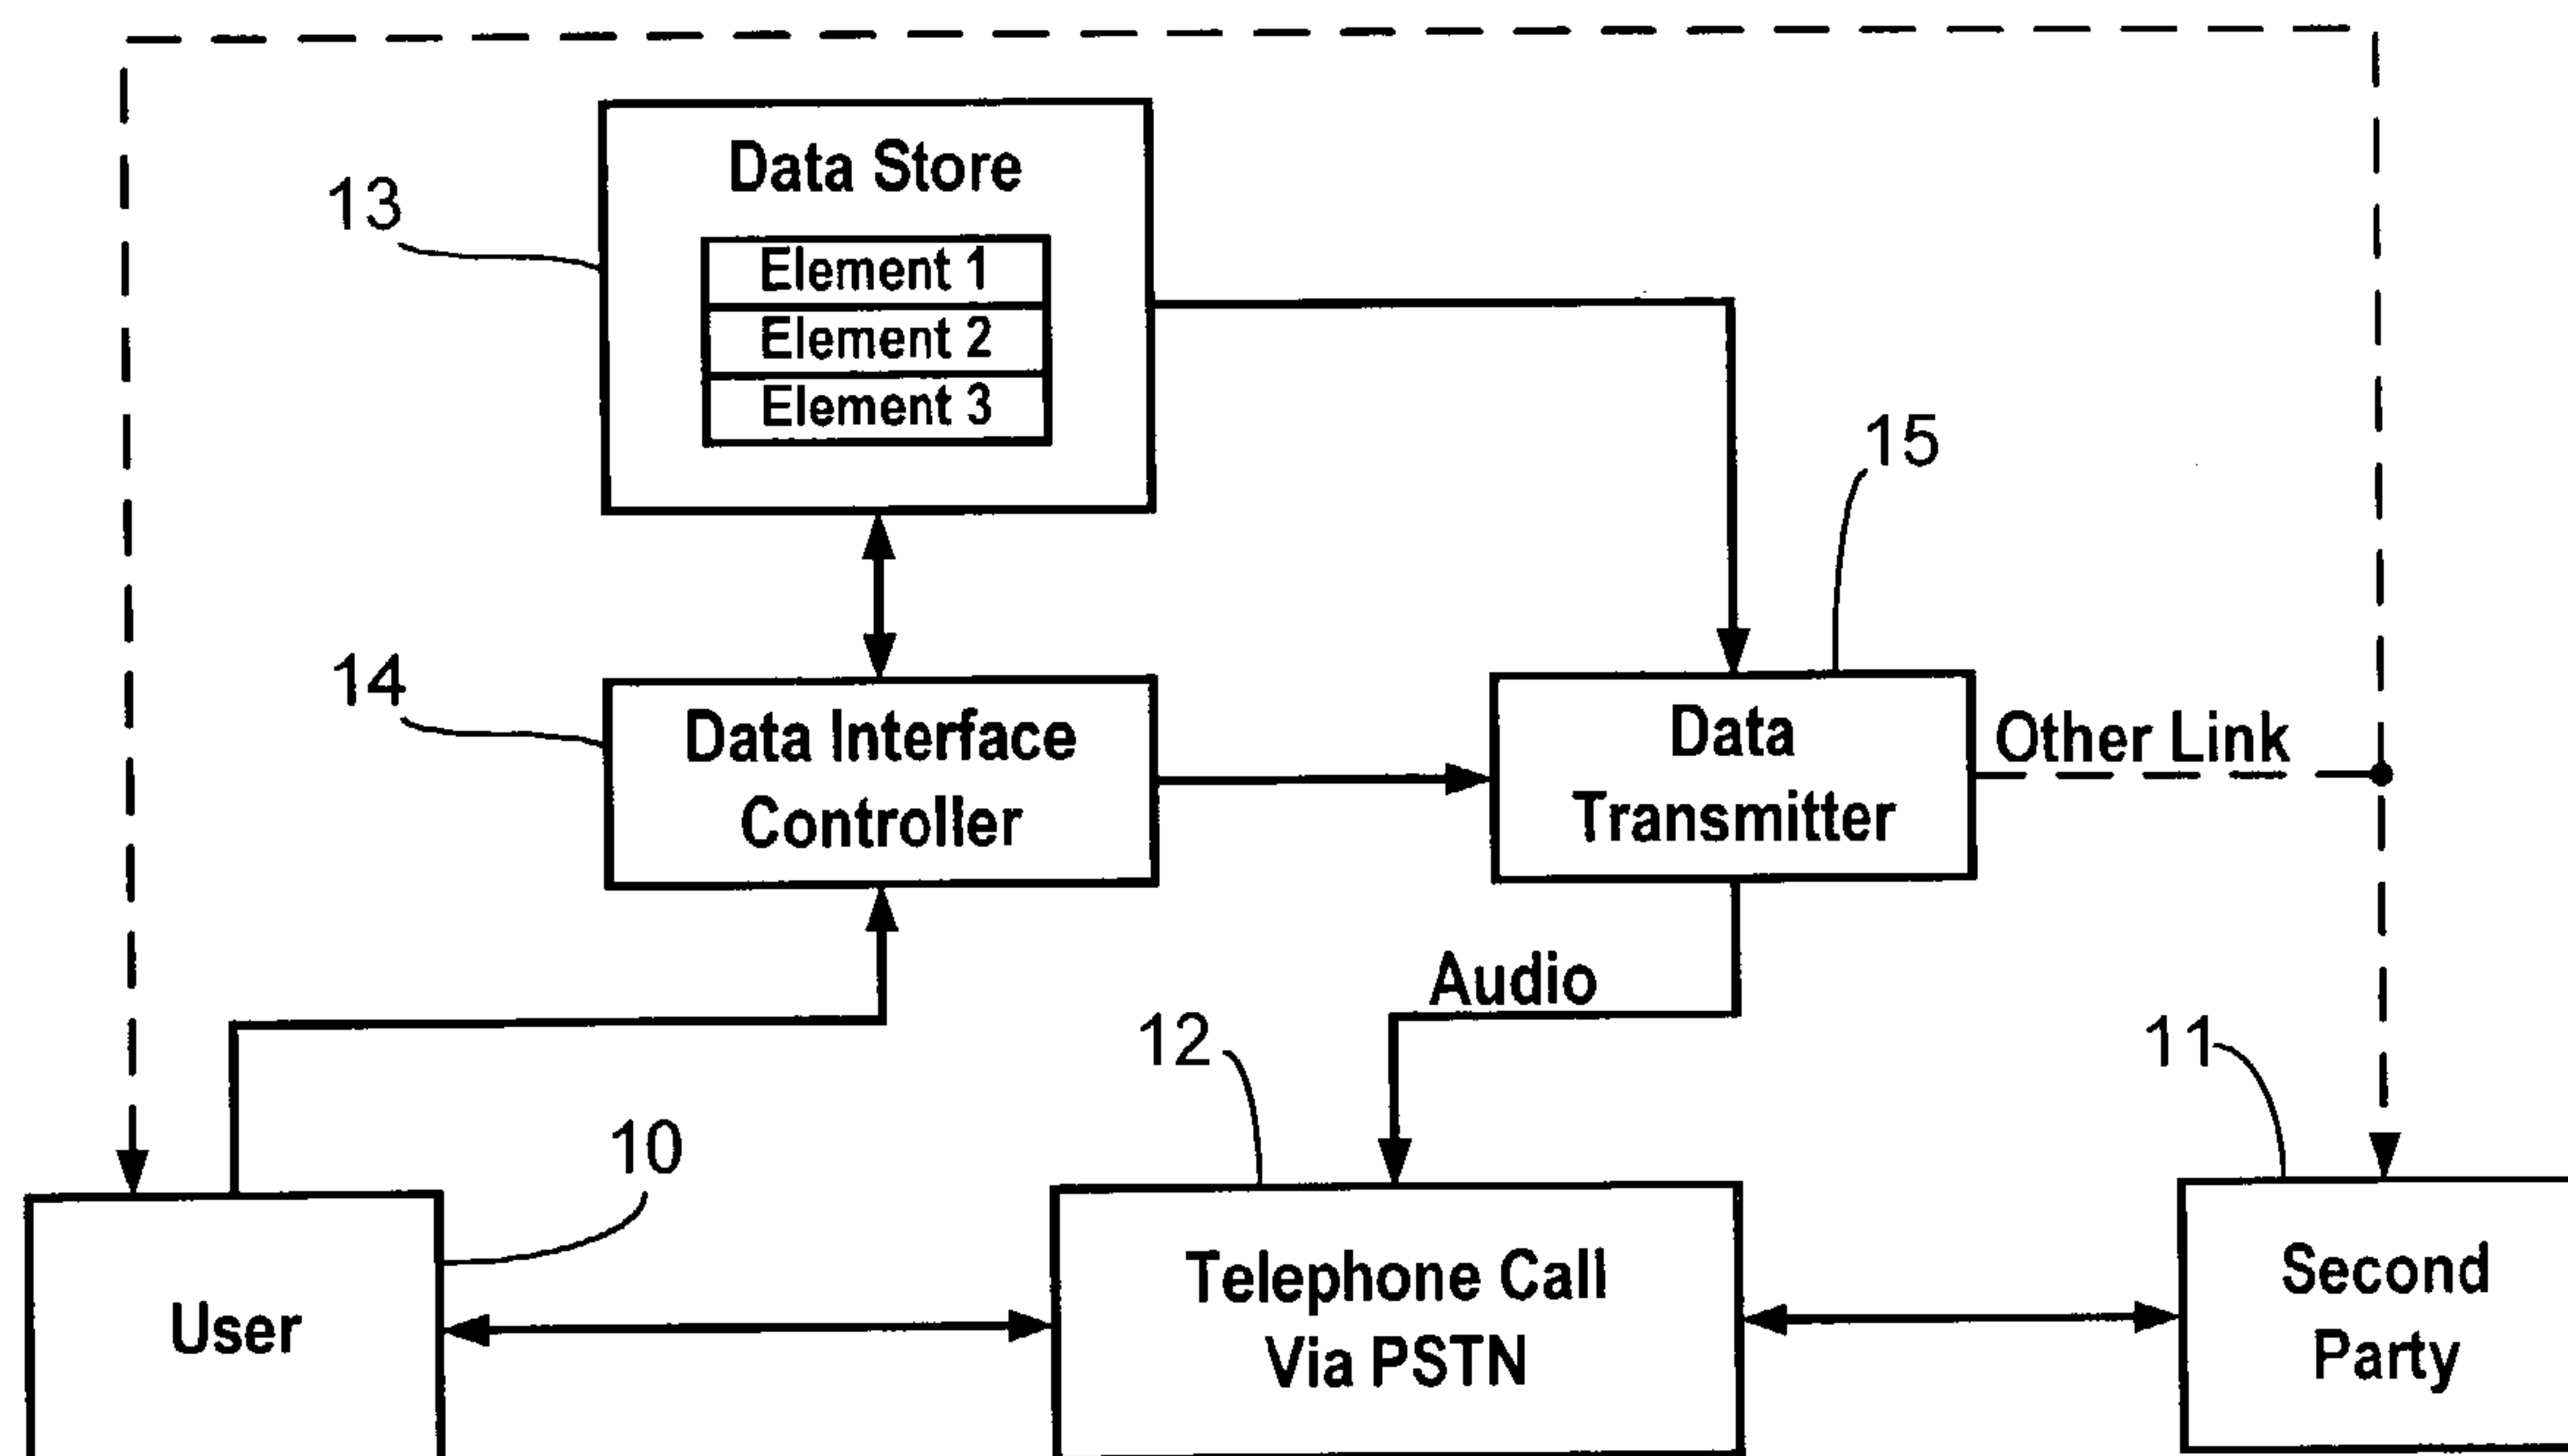 Data Store
13
Element 1
Element 2
Element 3
15
14
Data Interface
Controller
Data
Transmitter
Other Link
Audio
12
11
10
User
Telephone Call
Via PSTN
Second
Party